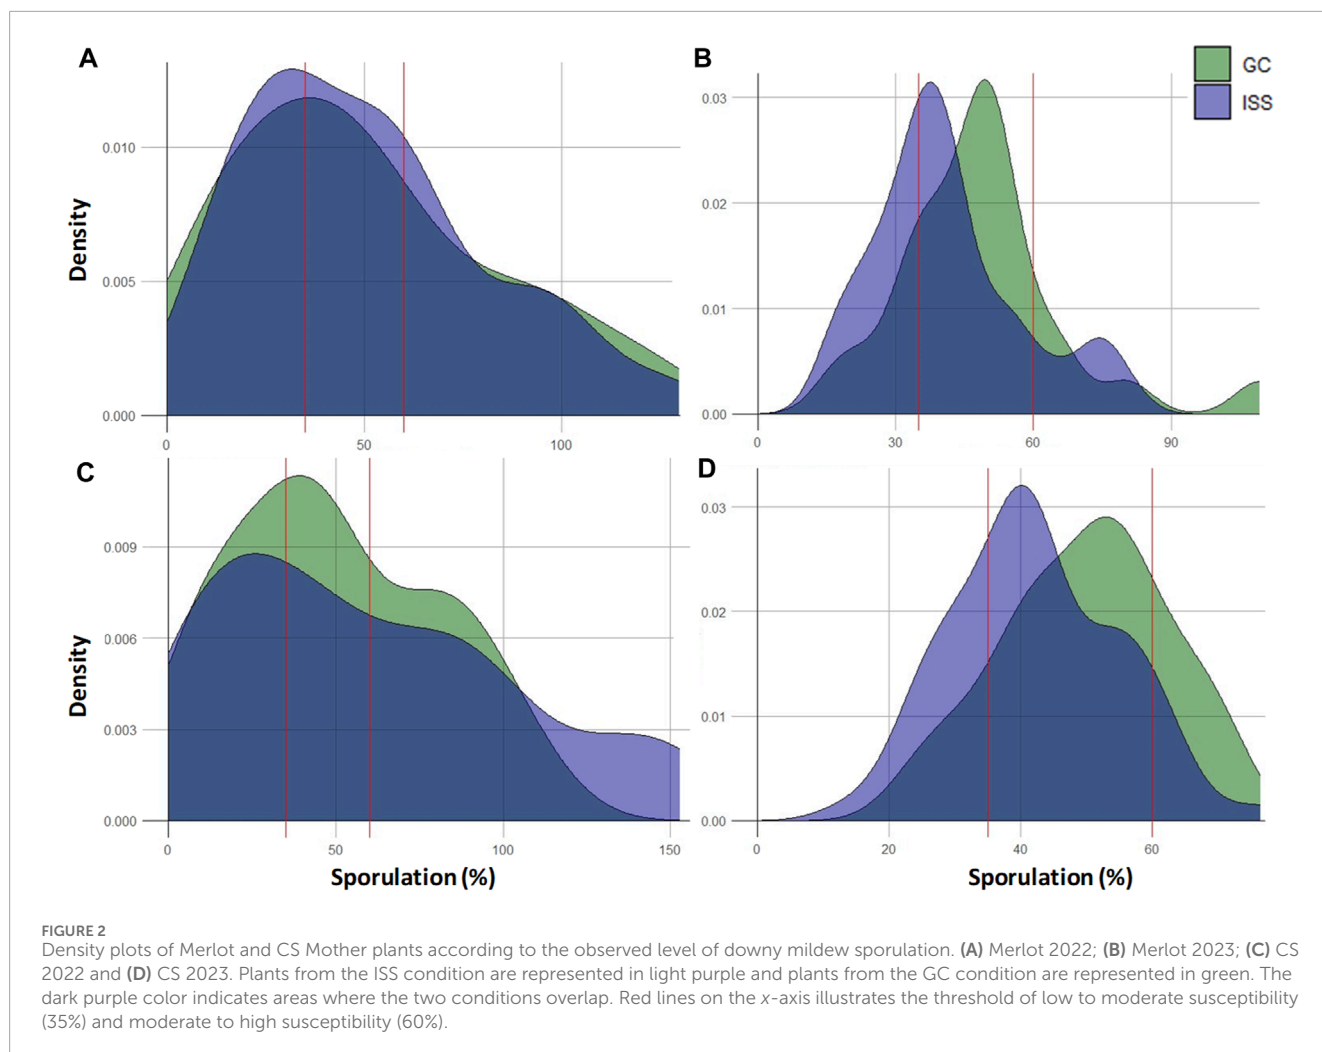 A
Density
0.010
0.005
0.000
0
50
100
B
GC
ISS
0.03
0.02
0.01
0.00
0
30
60
90
C
Density
0.009
0.006
0.003
0.000
0
50
100
150
Sporulation (%)
D
0.03
0.02
0.01
0.00
0
20
40
60
Sporulation (%)
FIGURE 2
Density plots of Merlot and CS Mother plants according to the observed level of downy mildew sporulation. (A) Merlot 2022; (B) Merlot 2023; (C) CS
2022 and (D) CS 2023. Plants from the ISS condition are represented in light purple and plants from the GC condition are represented in green. The
dark purple color indicates areas where the two conditions overlap. Red lines on the x-axis illustrates the threshold of low to moderate susceptibility
(35%) and moderate to high susceptibility (60%).